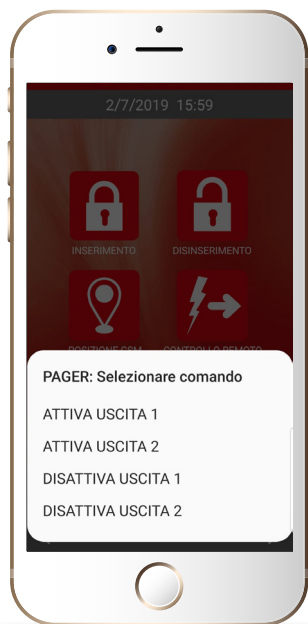 2/7/2019 15:59
INSERIMENTO DISINSERIMENTO
POSIZIONE GSM CONTROLLO REMOTO
PAGER: Selezionare comando
ATTIVA USCITA 1
ATTIVA USCITA 2
DISATTIVA USCITA 1
DISATTIVA USCITA 2